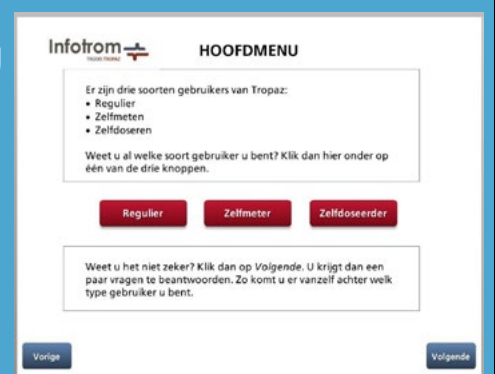 Infotrom
HOOFDMENU
Er zijn drie soorten gebruikers van Tropaz:
• Regulier
• Zelfmeten
• Zelfdoseren
Weet u al welke soort gebruiker u bent? Klik dan hier onder op
één van de drie knoppen.
Regulier
Zelfmeter
Zelfdoseerder
Weet u het niet zeker? Klik dan op Volgende. U krijgt dan een
paar vragen te beantwoorden. Zo komt u er vanzelf achter welk
type gebruiker u bent.
Vorige
Volgende